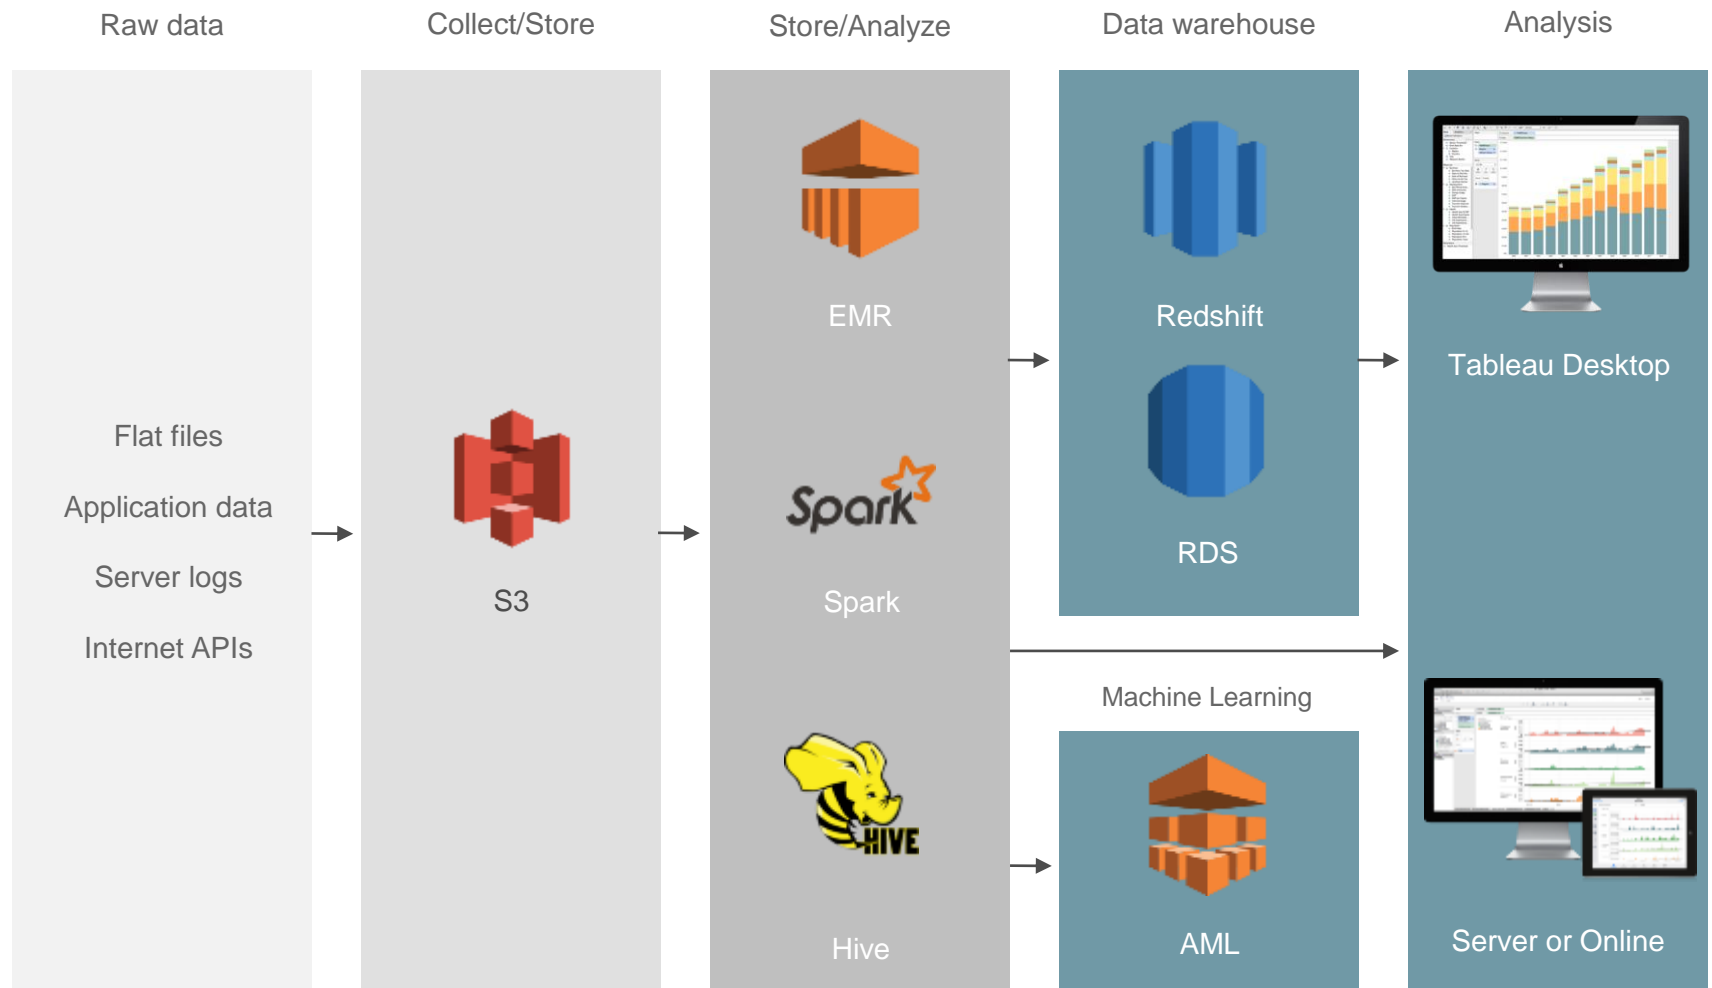 Raw data
Collect/Store
Store/Analyze
Data warehouse
Analysis
Flat files
Application data
Server logs
Internet APIs
S3
EMR
Spark
Spark
HIVE
Hive
Redshift
RDS
Machine Learning
AML
Tableau Desktop
Server or Online